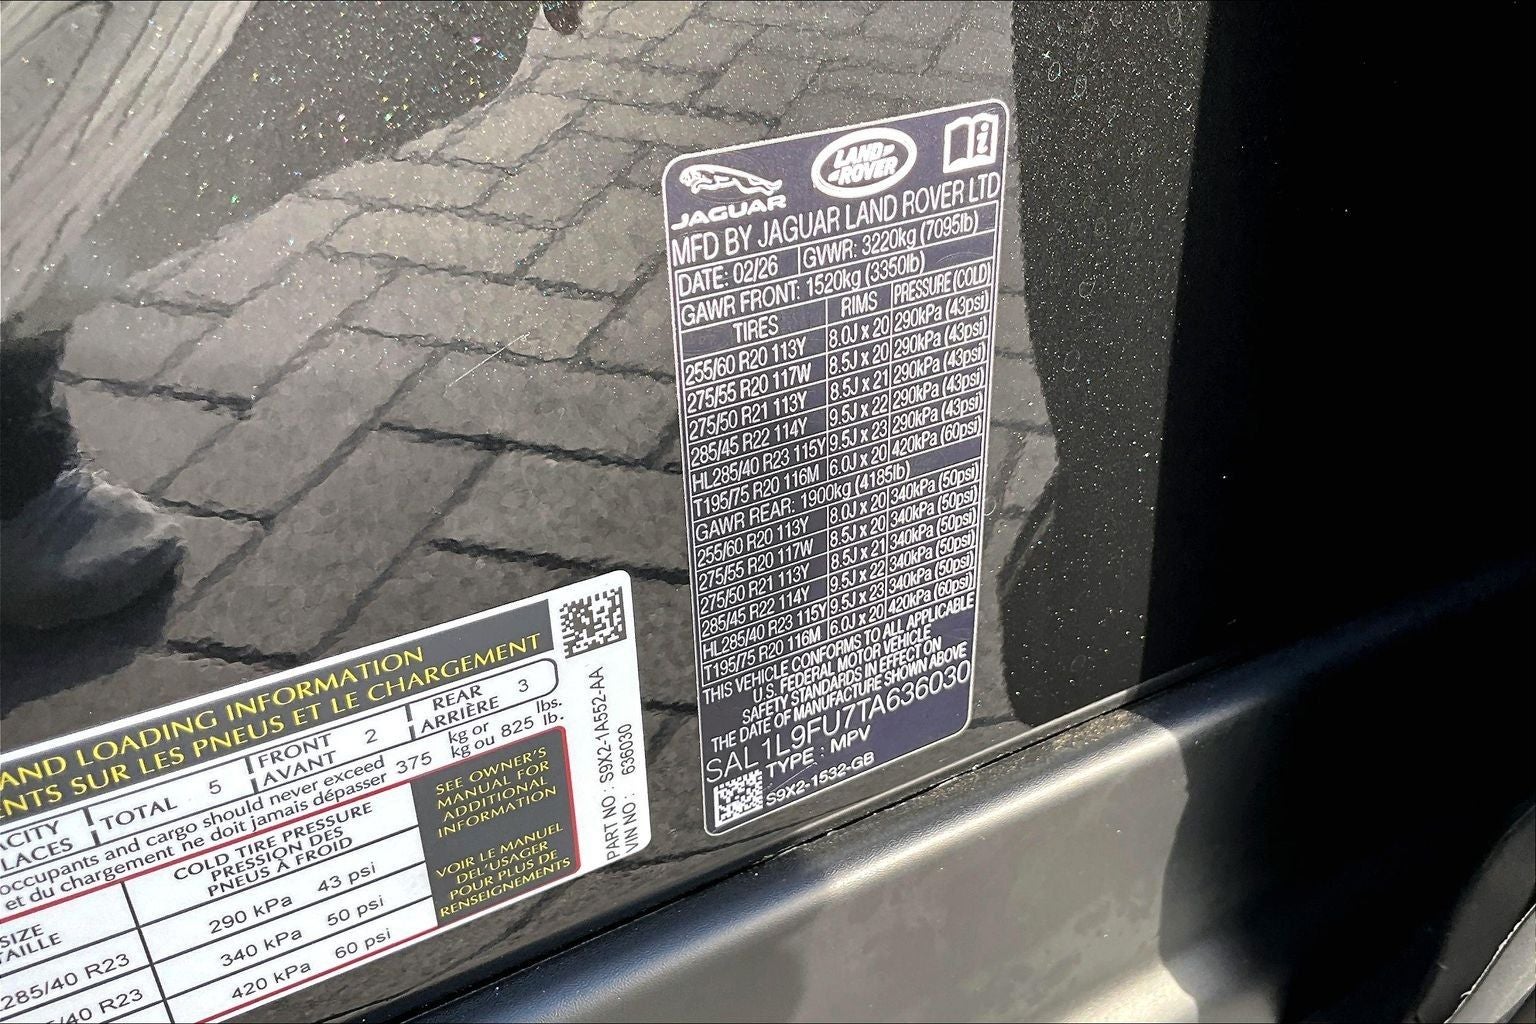 JAGUAR
LAND ROVER
i
MFD BY JAGUAR LAND ROVER LTD
DATE: 02/26 GVWR: 3220kg (7095lb)
GAWR FRONT: 1520kg (3350lb)
TIRES RIMS PRESSURE (COLD)
255/60 R20 113Y 8.0J x 20 290kPa (43psi)
275/55 R20 117W 8.5J x 20 290kPa (43psi)
275/50 R21 113Y 8.5J x 21 290kPa (43psi)
285/45 R22 114Y 9.5J x 22 290kPa (43psi)
HL285/40 R23 115Y 9.5J x 23 290kPa (43psi)
T195/75 R20 116M 6.0J x 20 420kPa (60psi)
GAWR REAR: 1900kg (4185lb)
255/60 R20 113Y 8.0J x 20 340kPa (50psi)
275/55 R20 117W 8.5J x 20 340kPa (50psi)
275/50 R21 113Y 8.5J x 21 340kPa (50psi)
285/45 R22 114Y 9.5J x 22 340kPa (50psi)
HL285/40 R23 115Y 9.5J x 23 340kPa (50psi)
T195/75 R20 116M 6.0J x 20 420kPa (60psi)
THIS VEHICLE CONFORMS TO ALL APPLICABLE
U.S. FEDERAL MOTOR VEHICLE
SAFETY STANDARDS IN EFFECT ON
THE DATE OF MANUFACTURE SHOWN ABOVE
SAL1L9FU7TA636030
TYPE : MPV
S9X2-1532-GB
AND LOADING INFORMATION
ENTS SUR LES PNEUS ET LE CHARGEMENT
ACITY
LACES
TOTAL 5
FRONT
AVANT 2
REAR
ARRIÈRE 3
occupants and cargo should never exceed
et du chargement ne doit jamais dépasser 375 kg or
kg ou 825 lbs.
lb.
SIZE
TAILLE
COLD TIRE PRESSURE
PRESSION DES
PNEUS À FROID
285/40 R23 290 kPa 43 psi
/40 R23 340 kPa 50 psi
420 kPa 60 psi
SEE OWNER'S
MANUAL FOR
ADDITIONAL
INFORMATION
VOIR LE MANUEL
DEL'USAGER
POUR PLUS DE
RENSEIGNEMENTS
PART NO : S9X2-1A552-AA
VIN NO : 636030